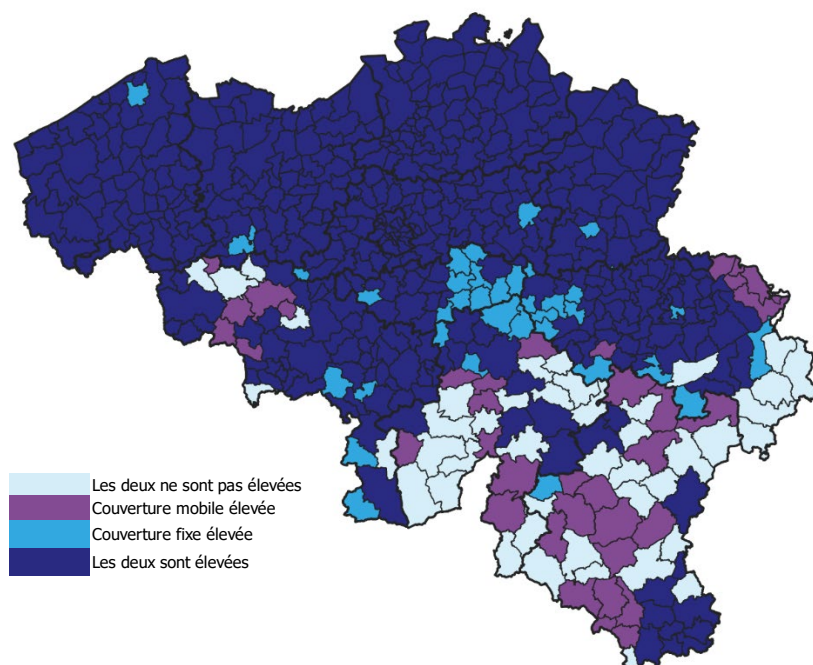 Les deux ne sont pas élevées
Couverture mobile élevée
Couverture fixe élevée
Les deux sont élevées